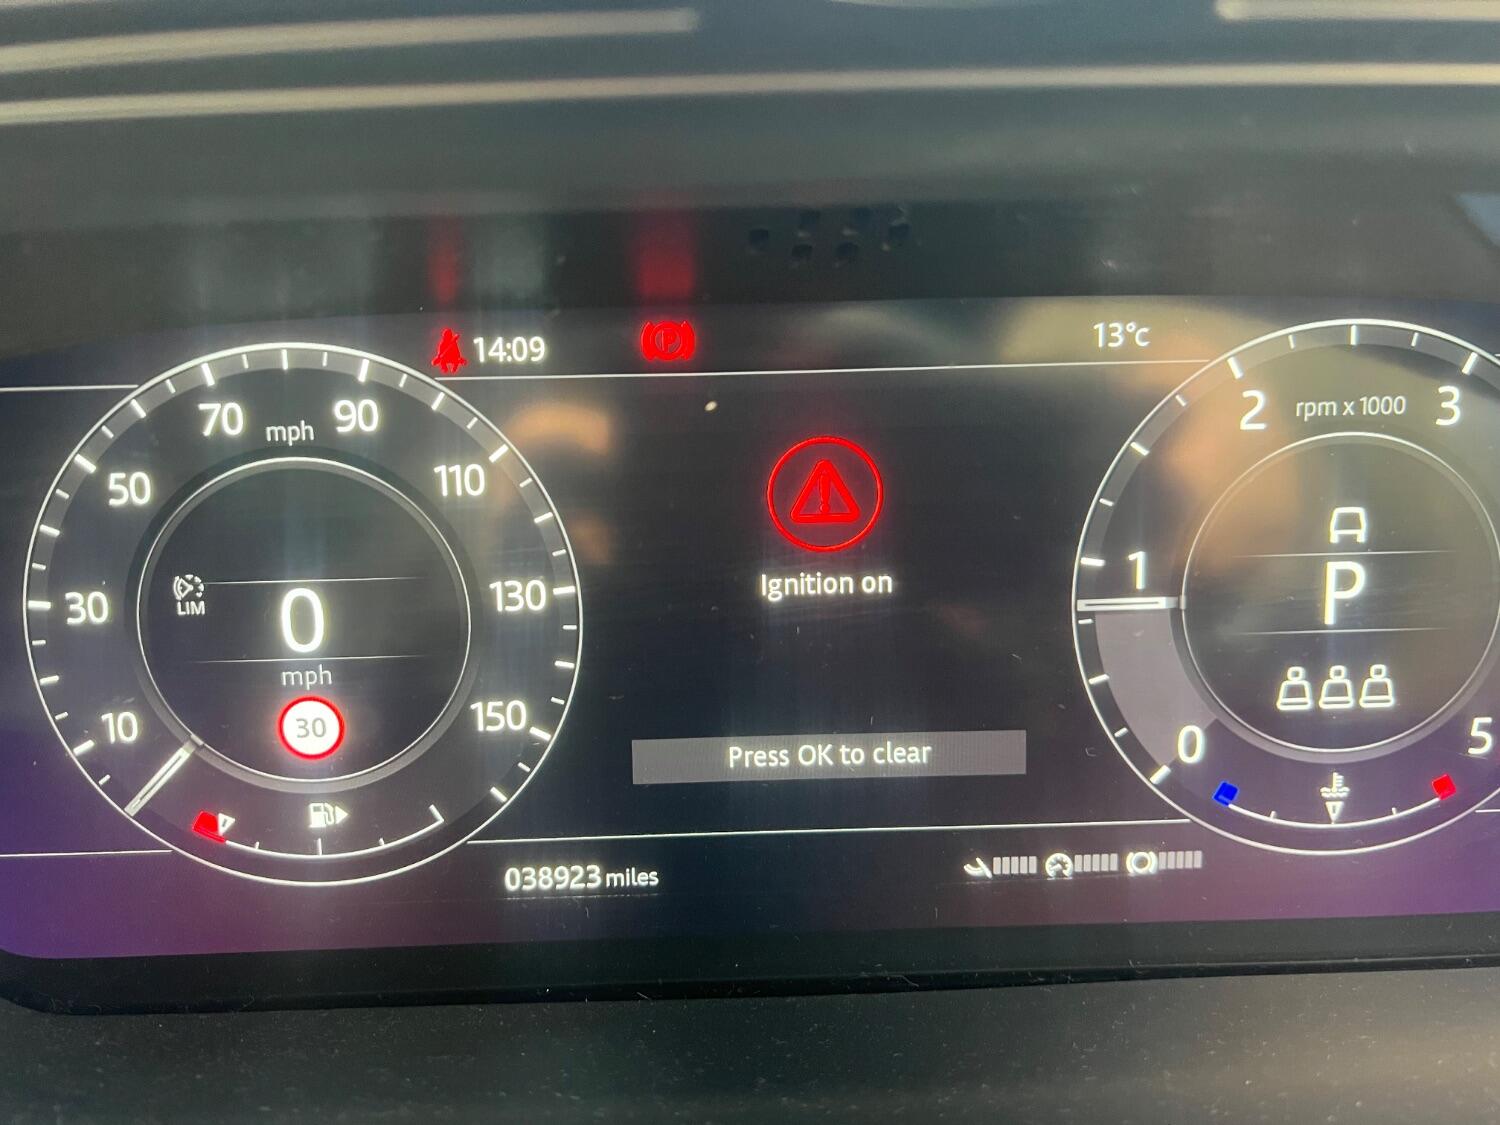 14:09
13°c
70 mph 90
50 110
30 130
LIM
0
mph
30
10 150
P
Ignition on
Press OK to clear
2 rpm x 1000 3
1
P
0 5
038923 miles